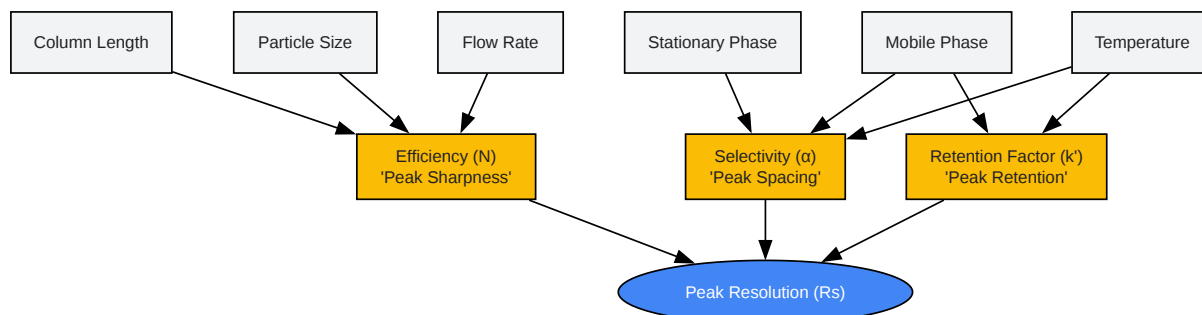 Column Length
Particle Size
Flow Rate
Stationary Phase
Mobile Phase
Temperature
Efficiency (N)
'Peak Sharpness'
Selectivity (α)
'Peak Spacing'
Retention Factor (k')
'Peak Retention'
Peak Resolution (Rs)